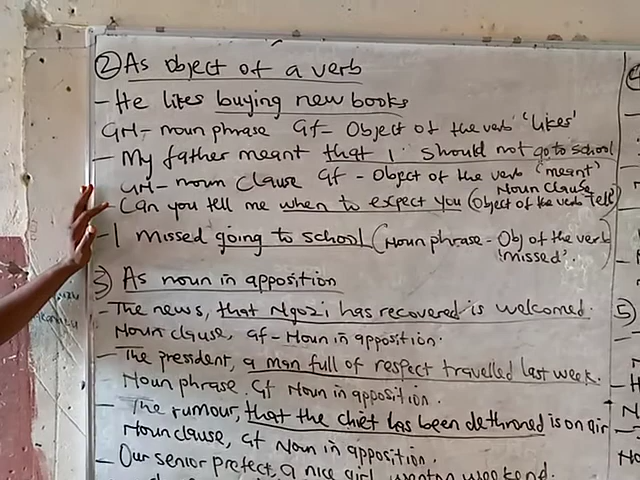 ② As object of a verb
- He likes buying new books
GN- noun phrase Gf- Object of the verb 'likes'
- My father meant that I should not go to school
GN- noun Clause Gf - Object of the verb 'meant'
- Can you tell me when to expect you (Noun Clause Object of the verb Tell)
- I missed going to school (Noun phrase - Obj of the verb 'missed'.)
③ As noun in apposition
- The news, that Ngozi has recovered is welcomed.
Noun clause, Gf- Noun in apposition.
- The president, a man full of respect travelled last week.
Noun phrase. Gf Noun in apposition.
- The rumour, that the chief has been dethroned is on air
Noun clause, Gf Noun in apposition.
- Our senior prefect, a nice girl weekend.
⑤